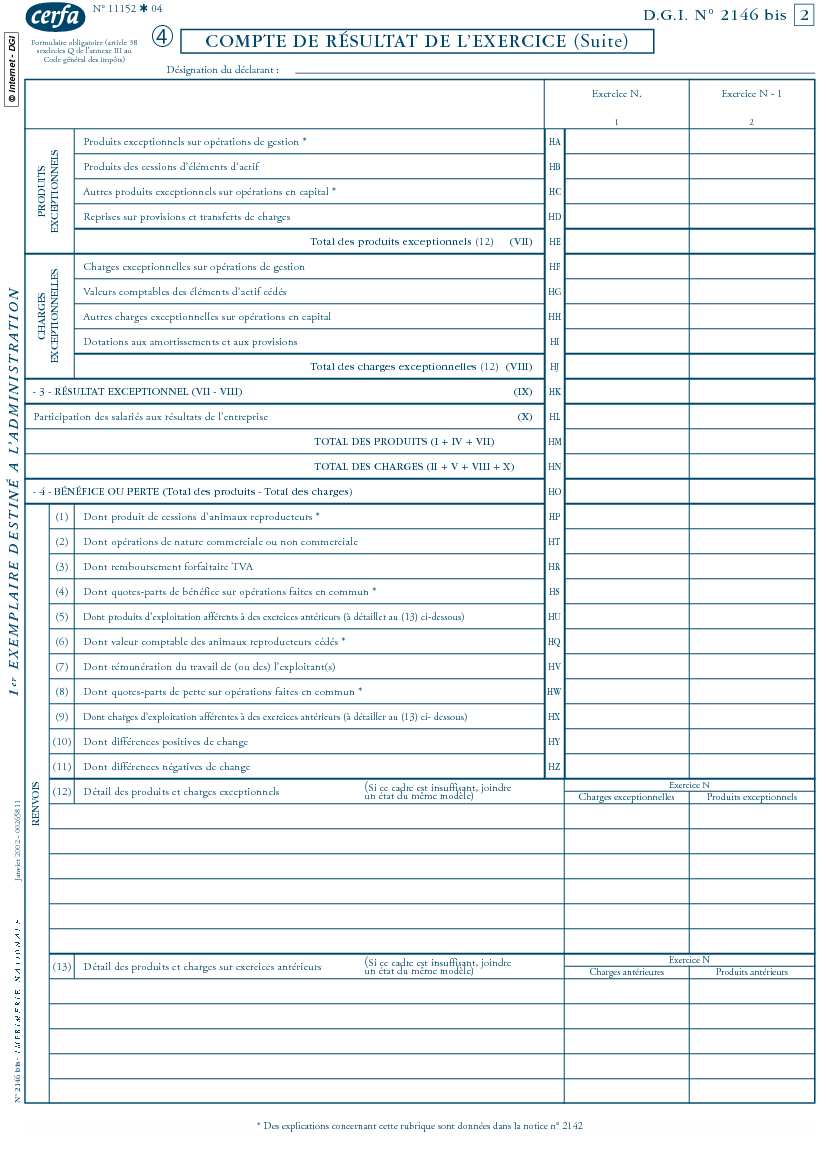 cerfa
N° 11152 ✱ 04
D.G.I. N° 2146 bis 2
Formulaire obligatoire (article 38
sexdecies Q de l'annexe III au
Code général des impôts)
④ COMPTE DE RÉSULTAT DE L'EXERCICE (Suite)
Désignation du déclarant :
© Internet - DGI
Exercice N. Exercice N - 1
1 2
PRODUITS
EXCEPTIONNELS
Produits exceptionnels sur opérations de gestion * HA
Produits des cessions d'éléments d'actif HB
Autres produits exceptionnels sur opérations en capital * HC
Reprises sur provisions et transferts de charges HD
Total des produits exceptionnels (12) (VII) HE
CHARGES
EXCEPTIONNELLES
Charges exceptionnelles sur opérations de gestion HF
Valeurs comptables des éléments d'actif cédés HG
Autres charges exceptionnelles sur opérations en capital HH
Dotations aux amortissements et aux provisions HI
Total des charges exceptionnelles (12) (VIII) HJ
- 3 - RÉSULTAT EXCEPTIONNEL (VII - VIII) (IX) HK
Participation des salariés aux résultats de l'entreprise (X) HL
TOTAL DES PRODUITS (I + IV + VII) HM
TOTAL DES CHARGES (II + V + VIII + X) HN
- 4 - BÉNÉFICE OU PERTE (Total des produits - Total des charges) HO
RENVOIS
(1) Dont produit de cessions d'animaux reproducteurs * HP
(2) Dont opérations de nature commerciale ou non commerciale HT
(3) Dont remboursement forfaitaire TVA HR
(4) Dont quotes-parts de bénéfice sur opérations faites en commun * HS
(5) Dont produits d'exploitation afférents à des exercices antérieurs (à détailler au (13) ci-dessous) HU
(6) Dont valeur comptable des animaux reproducteurs cédés * HQ
(7) Dont rémunération du travail de (ou des) l'exploitant(s) HV
(8) Dont quotes-parts de perte sur opérations faites en commun * HW
(9) Dont charges d'exploitation afférentes à des exercices antérieurs (à détailler au (13) ci- dessous) HX
(10) Dont différences positives de change HY
(11) Dont différences négatives de change HZ
(12) Détail des produits et charges exceptionnels (Si ce cadre est insuffisant, joindre
un état du même modèle)
Exercice N
Charges exceptionnelles Produits exceptionnels
(13) Détail des produits et charges sur exercices antérieurs (Si ce cadre est insuffisant, joindre
un état du même modèle)
Exercice N
Charges antérieures Produits antérieurs
1er EXEMPLAIRE DESTINÉ A L'ADMINISTRATION
Janvier 2002 - 00265811
N° 2146 bis - IMPRIMERIE NATIONALE
* Des explications concernant cette rubrique sont données dans la notice n° 2142